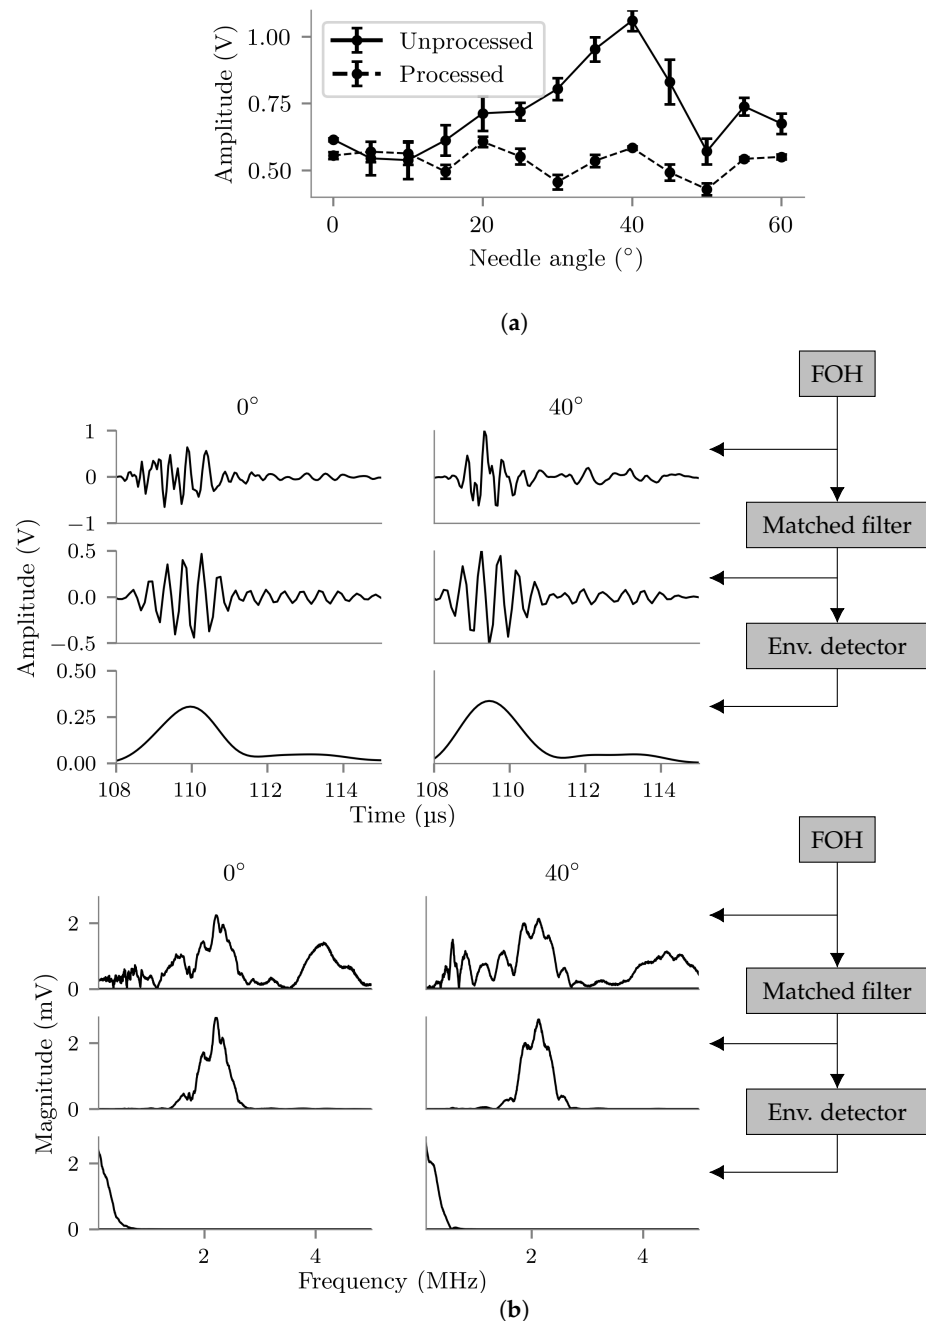 Amplitude (V)
1.00
0.75
0.50
Unprocessed
Processed
0 20 40 60
Needle angle (°)
(a)
FOH
0° 40°
Amplitude (V)
1
0
−1
Matched filter
0.5
0.0
−0.5
Env. detector
0.50
0.25
0.00
108 110 112 114 108 110 112 114
Time (µs)
FOH
0° 40°
Magnitude (mV)
2
0
Matched filter
2
0
Env. detector
2
0
2 4 2 4
Frequency (MHz)
(b)